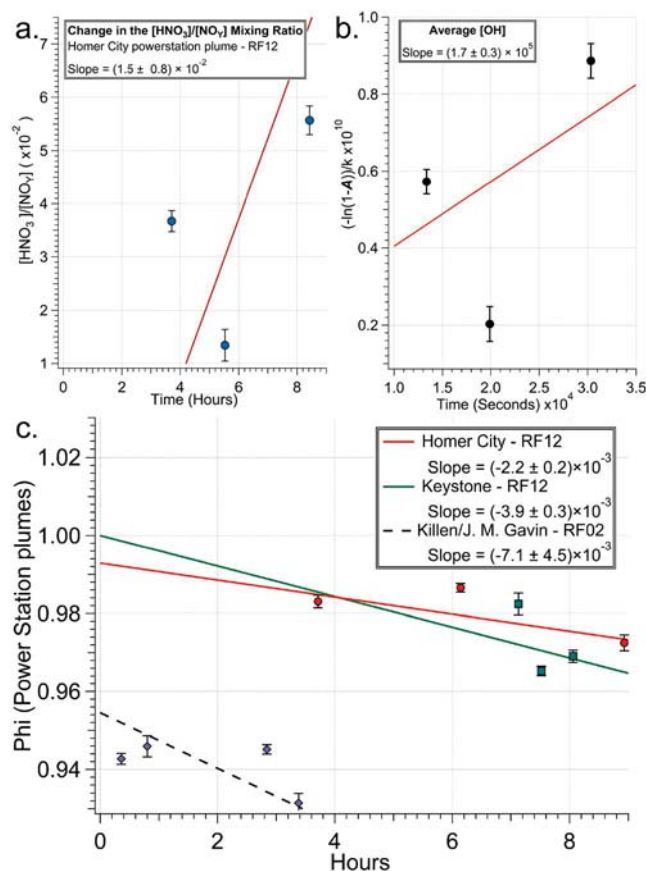 a.
Change in the [HNO3]/[NOY] Mixing Ratio
Homer City powerstation plume - RF12
Slope = (1.5 ± 0.8) × 10⁻²
[HNO3]/[NOY] (x10⁻²)
7
6
5
4
3
2
1
0
2
4
6
8
Time (Hours)
b.
Average [OH]
Slope = (1.7 ± 0.3) × 10⁵
(-ln(1-A))/k x10¹⁰
1.0
0.8
0.6
0.4
0.2
1.0
1.5
2.0
2.5
3.0
3.5
Time (Seconds) x10⁴
c.
Homer City - RF12
Slope = (-2.2 ± 0.2)×10⁻³
Keystone - RF12
Slope = (-3.9 ± 0.3)×10⁻³
Killen/J. M. Gavin - RF02
Slope = (-7.1 ± 4.5)×10⁻³
Phi (Power Station plumes)
1.02
1.00
0.98
0.96
0.94
0
2
4
6
8
Hours